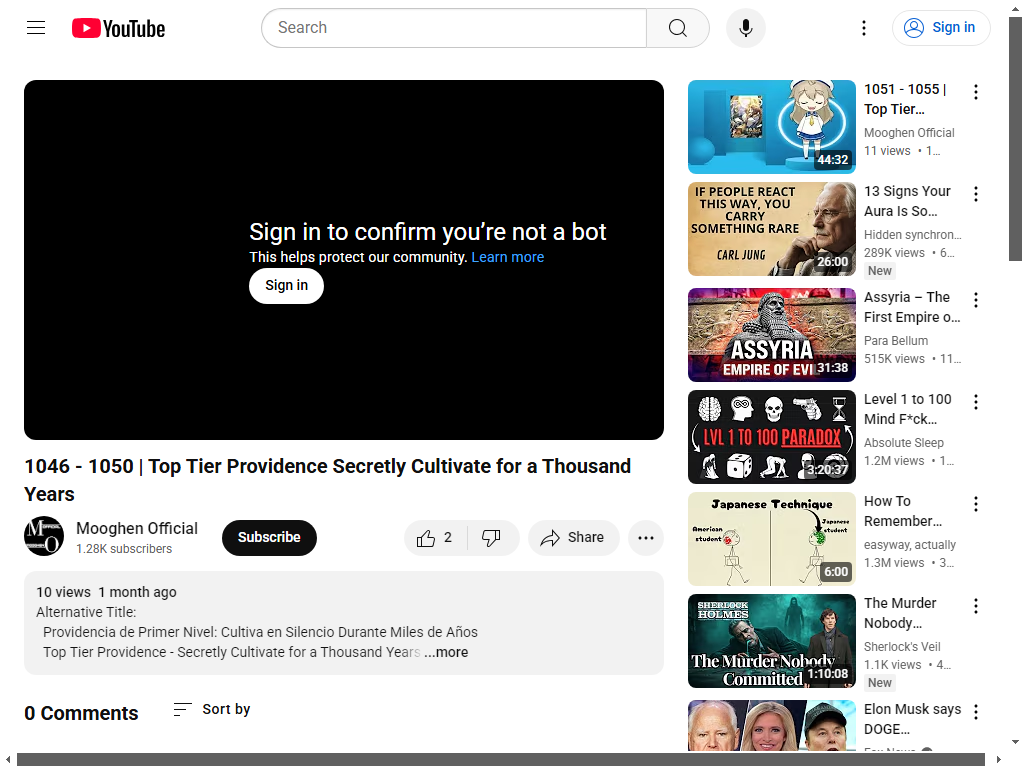 YouTube
Search
Sign in
Sign in to confirm you’re not a bot
This helps protect our community. Learn more
Sign in
1046 - 1050 | Top Tier Providence Secretly Cultivate for a Thousand
Years
Mooghen Official
1.28K subscribers
Subscribe
2
Share
10 views 1 month ago
Alternative Title:
Providencia de Primer Nivel: Cultiva en Silencio Durante Miles de Años
Top Tier Providence - Secretly Cultivate for a Thousand Years ...more
0 Comments
Sort by
44:32
1051 - 1055 |
Top Tier...
Mooghen Official
11 views • 1...
IF PEOPLE REACT
THIS WAY, YOU
CARRY
SOMETHING RARE
CARL JUNG
26:00
13 Signs Your
Aura Is So...
Hidden synchron...
289K views • 6...
New
ASSYRIA
EMPIRE OF EVIL
31:38
Assyria – The
First Empire o...
Para Bellum
515K views • 11...
LVL 1 TO 100 PARADOX
3:20:37
Level 1 to 100
Mind F*ck...
Absolute Sleep
1.2M views • 1...
Japanese Technique
American
student
Japanese
student
6:00
How To
Remember...
easyway, actually
1.3M views • 3...
SHERLOCK
HOLMES
The Murder Nobody
Committed
1:10:08
The Murder
Nobody...
Sherlock's Veil
1.1K views • 4...
New
Elon Musk says
DOGE...
Fox News